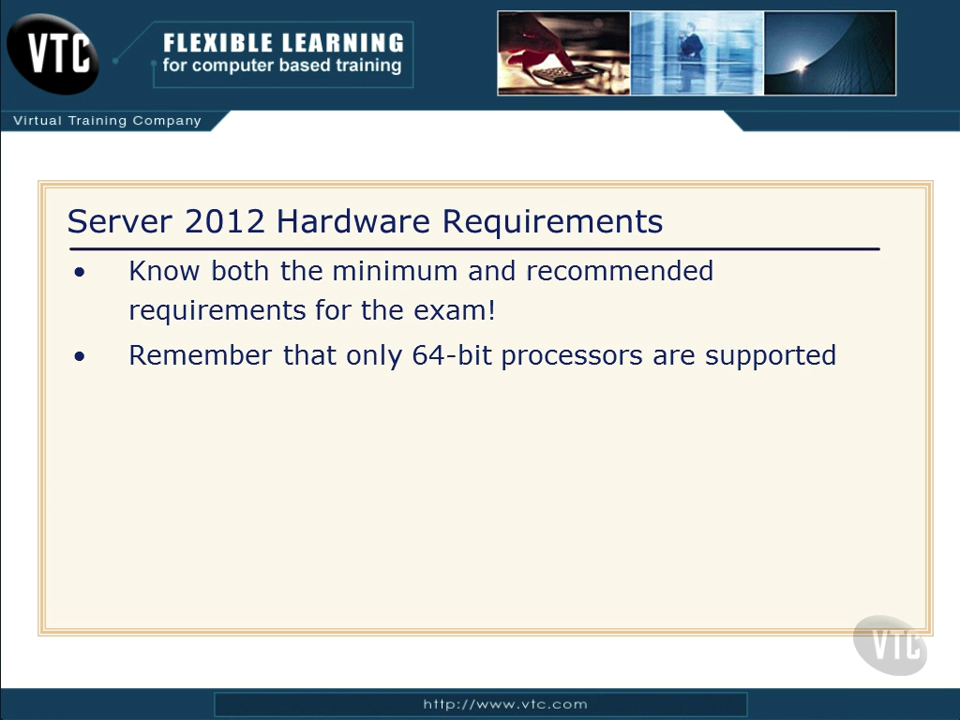 VTC
FLEXIBLE LEARNING
for computer based training
Virtual Training Company
Server 2012 Hardware Requirements
• Know both the minimum and recommended
requirements for the exam!
• Remember that only 64-bit processors are supported
VTC
http://www.vtc.com